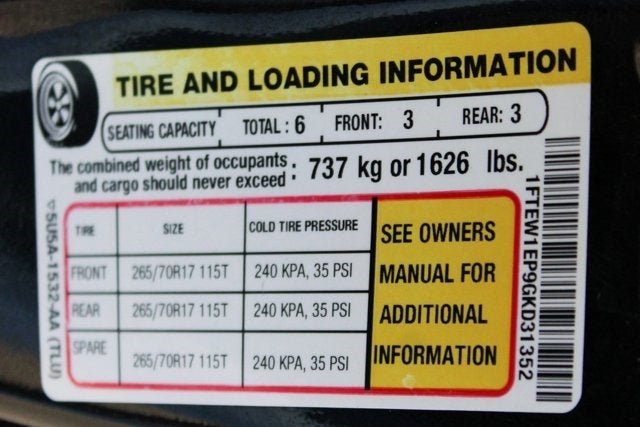 TIRE AND LOADING INFORMATION
SEATING CAPACITY TOTAL : 6 FRONT: 3 REAR: 3
The combined weight of occupants
and cargo should never exceed : 737 kg or 1626 lbs.
TIRE SIZE COLD TIRE PRESSURE
FRONT 265/70R17 115T 240 KPA, 35 PSI
REAR 265/70R17 115T 240 KPA, 35 PSI
SPARE 265/70R17 115T 240 KPA, 35 PSI
SEE OWNERS
MANUAL FOR
ADDITIONAL
INFORMATION
5U5A-1532-AA (TLU)
1FTEW1EP9GKD31352